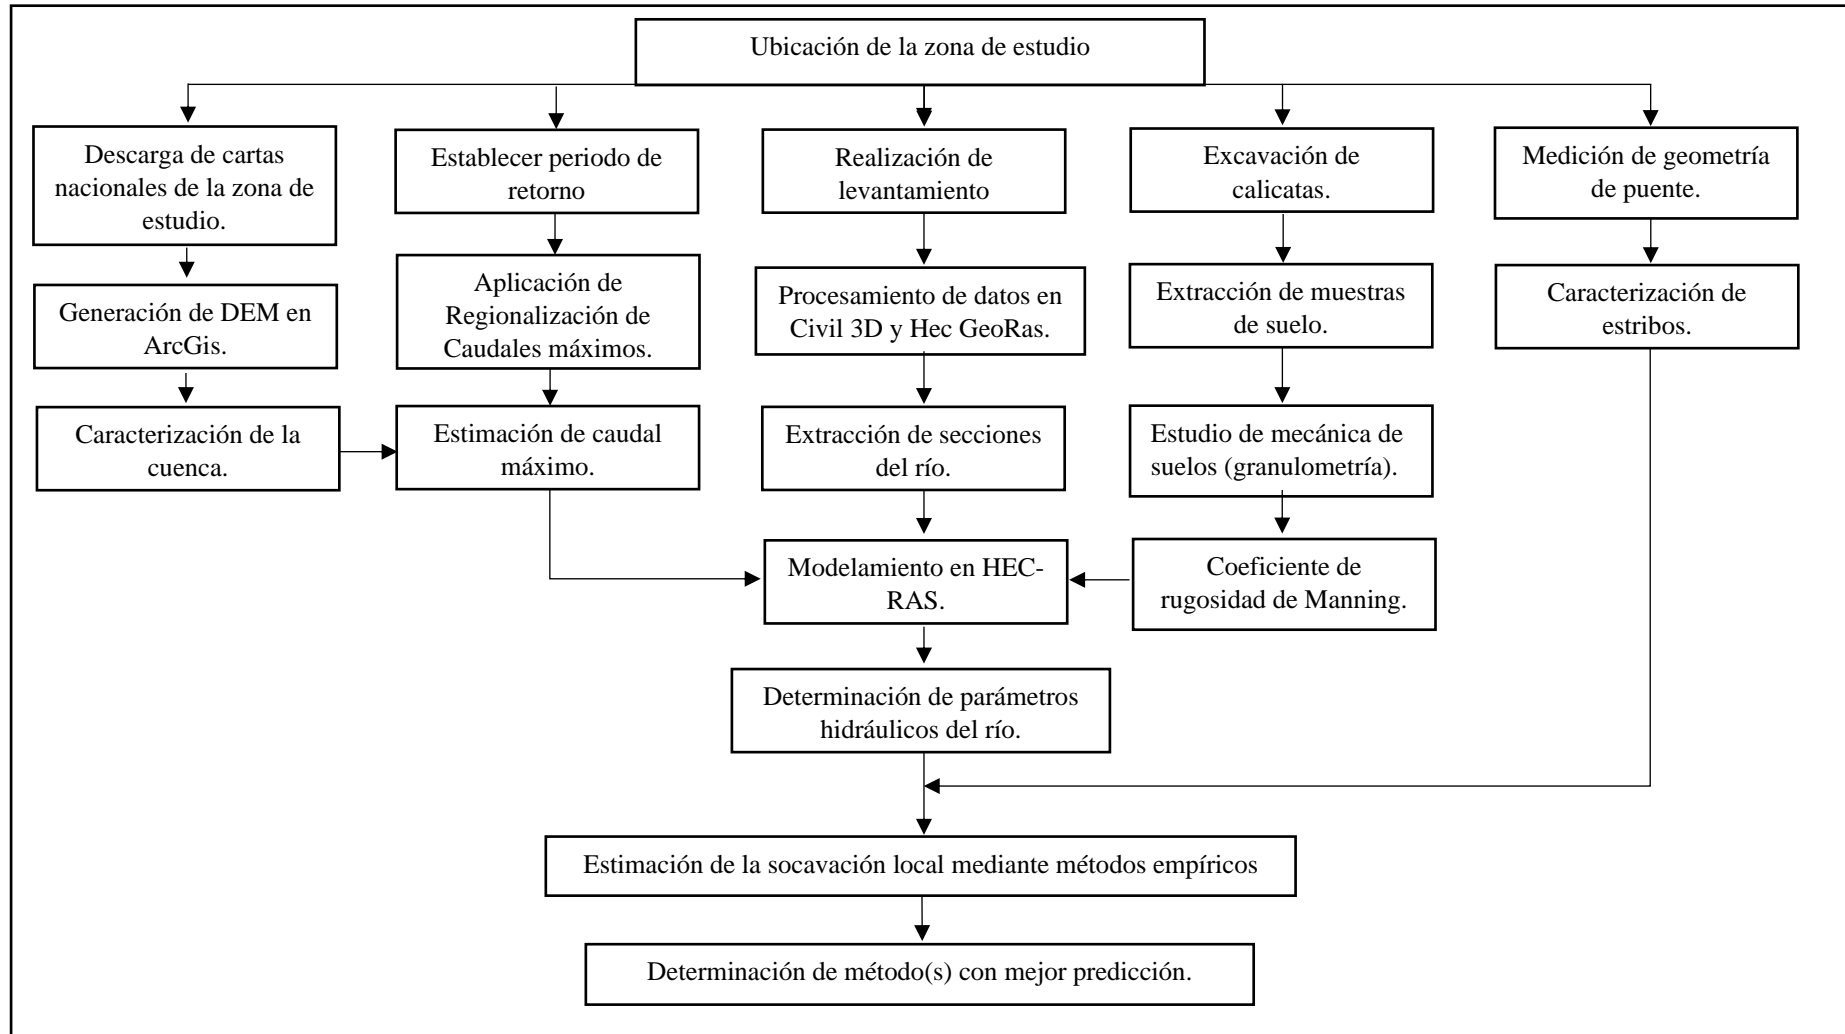 Ubicación de la zona de estudio
Descarga de cartas
nacionales de la zona de
estudio.
Establecer periodo de
retorno
Realización de
levantamiento
Excavación de
calicatas.
Medición de geometría
de puente.
Generación de DEM en
ArcGis.
Aplicación de
Regionalización de
Caudales máximos.
Procesamiento de datos en
Civil 3D y Hec GeoRas.
Extracción de muestras
de suelo.
Caracterización de
estribos.
Caracterización de la
cuenca.
Estimación de caudal
máximo.
Extracción de secciones
del río.
Estudio de mecánica de
suelos (granulometría).
Modelamiento en HEC-
RAS.
Coeficiente de
rugosidad de Manning.
Determinación de parámetros
hidráulicos del río.
Estimación de la socavación local mediante métodos empíricos
Determinación de método(s) con mejor predicción.